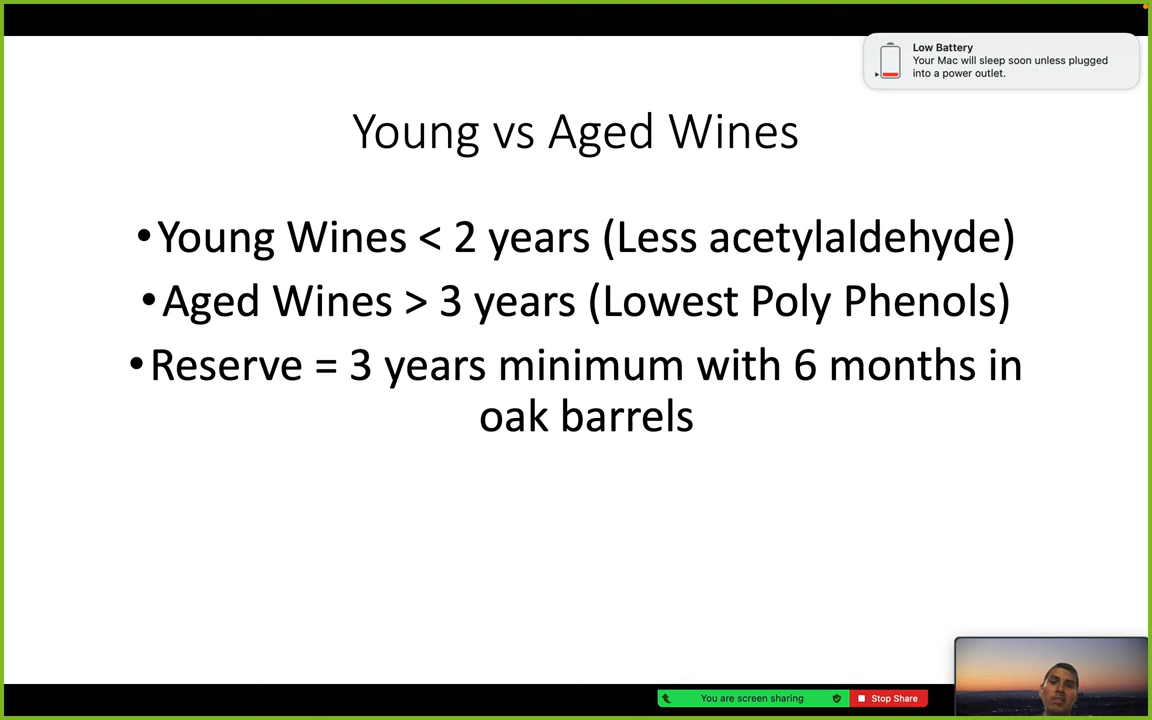 Low Battery
Your Mac will sleep soon unless plugged
into a power outlet.
Young vs Aged Wines
•Young Wines < 2 years (Less acetylaldehyde)
•Aged Wines > 3 years (Lowest Poly Phenols)
•Reserve = 3 years minimum with 6 months in
oak barrels
You are screen sharing
Stop Share